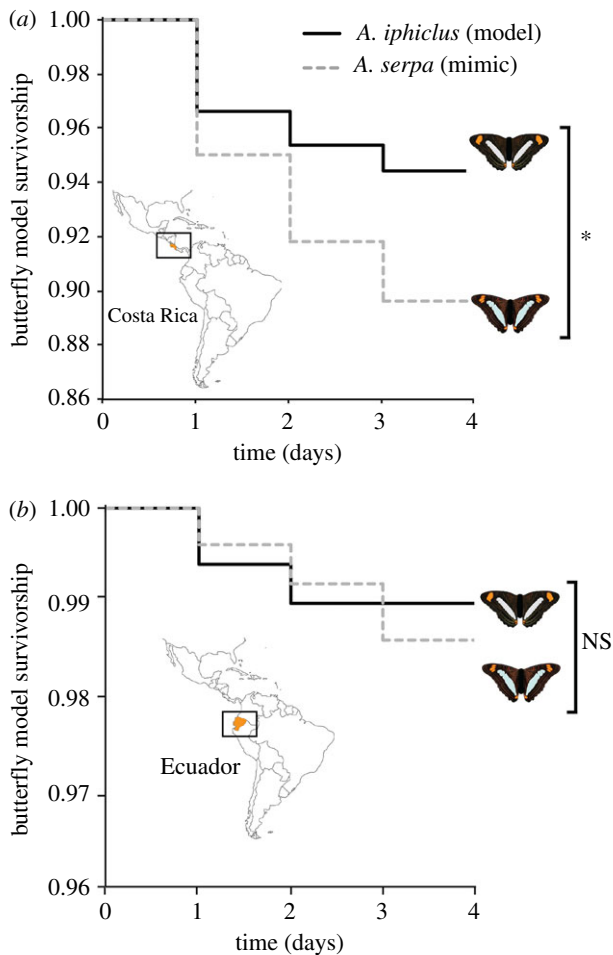 (a)
1.00
0.98
0.96
0.94
0.92
0.90
0.88
0.86
butterfly model survivorship
A. iphiclus (model)
A. serpa (mimic)
*
Costa Rica
0 1 2 3 4
time (days)
(b)
1.00
0.99
0.98
0.97
0.96
butterfly model survivorship
NS
Ecuador
0 1 2 3 4
time (days)